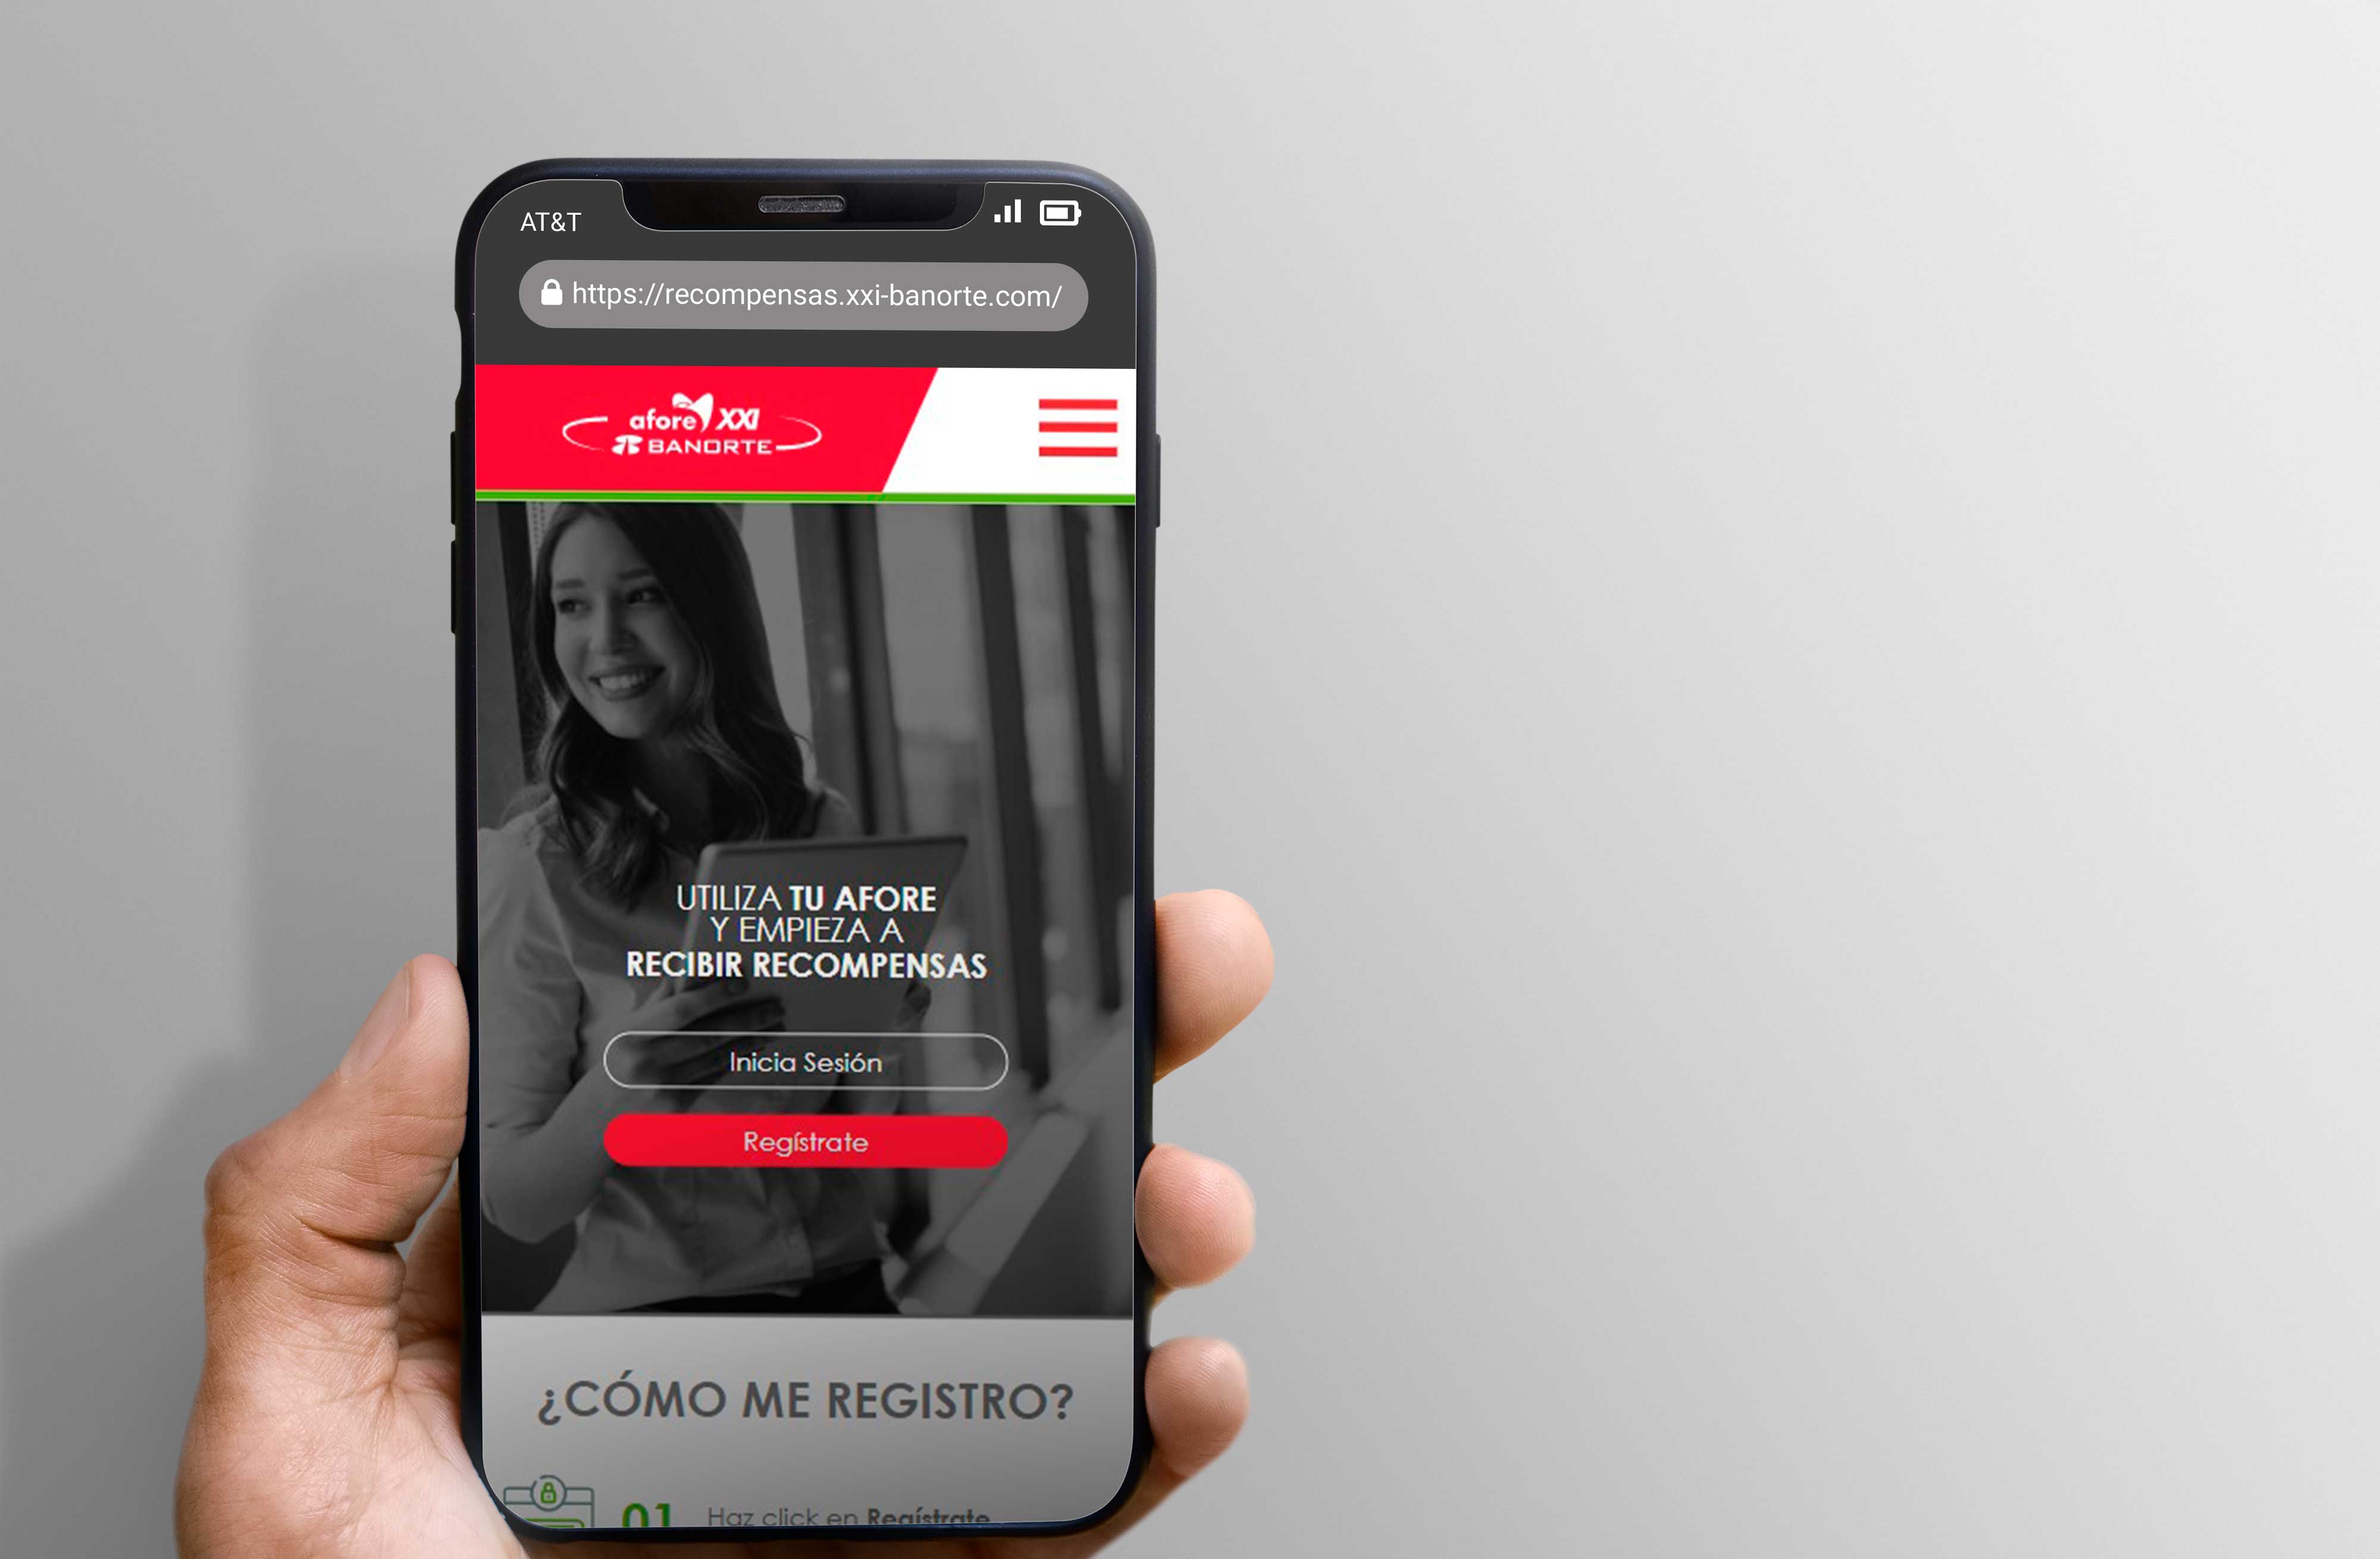 AT&T
https://recompensas.xxi-banorte.com/
afore XXI
BANORTE
UTILIZA TU AFORE
Y EMPIEZA A
RECIBIR RECOMPENSAS
Inicia Sesión
Regístrate
¿CÓMO ME REGISTRO?
01 Haz click en Regístrate